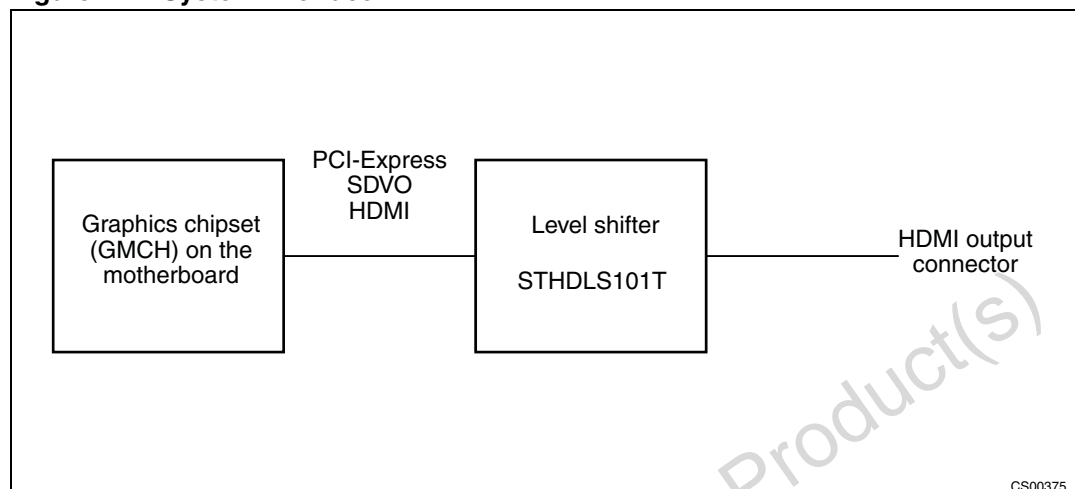 PCI-Express
SDVO
HDMI
Graphics chipset
(GMCH) on the
motherboard
Level shifter
STHDLS101T
HDMI output
connector
Product(s)
CS00375